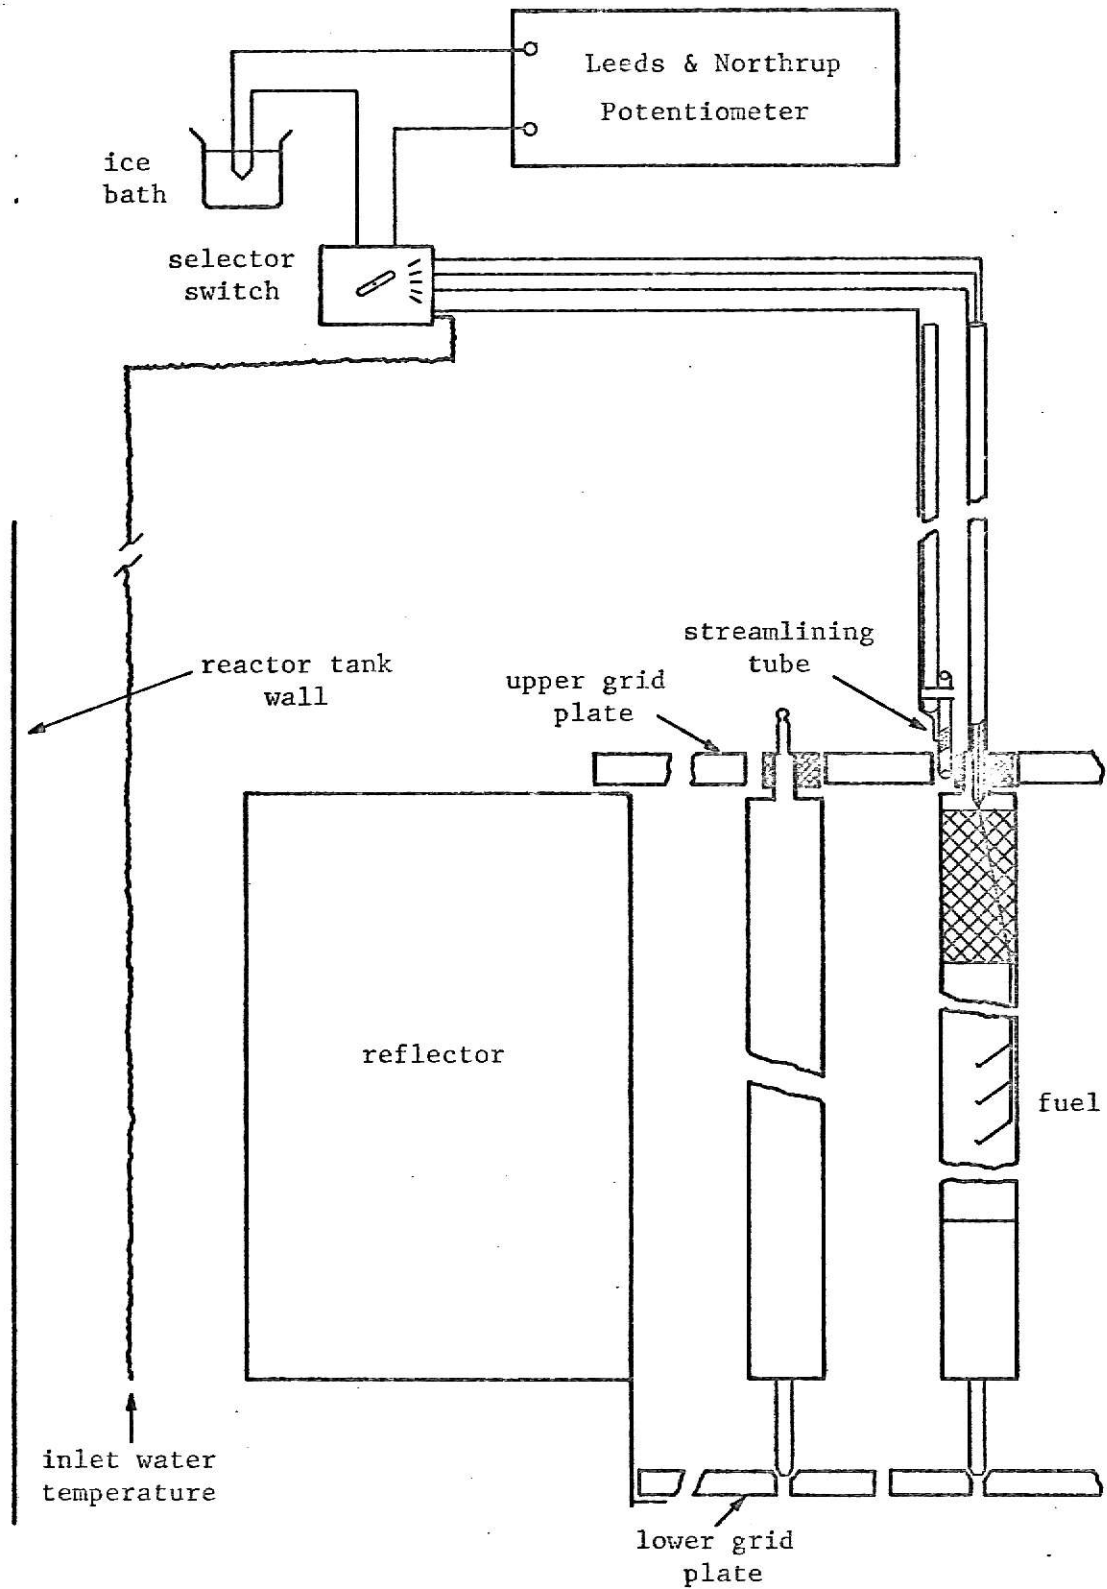 Leeds & Northrup
Potentiometer
ice
bath
selector
switch
streamlining
tube
reactor tank
wall
upper grid
plate
reflector
fuel
inlet water
temperature
lower grid
plate